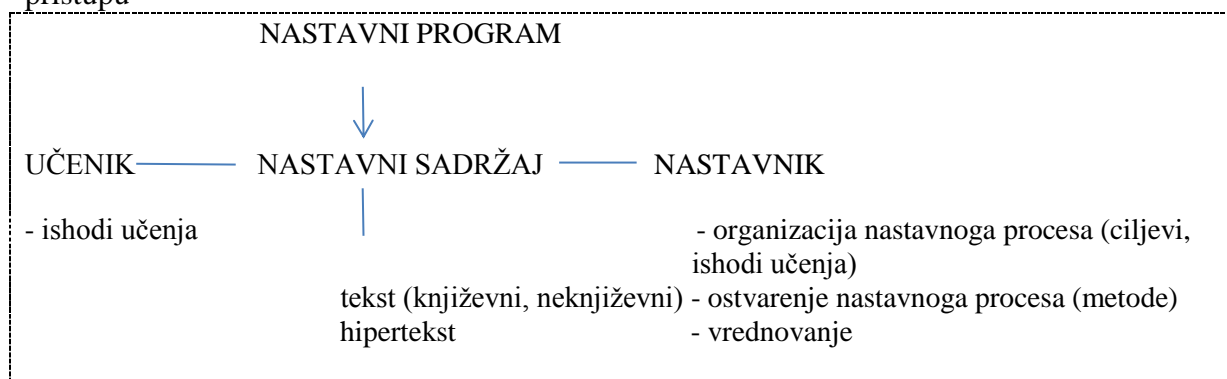 pristupu
NASTAVNI PROGRAM
UČENIK NASTAVNI SADRŽAJ NASTAVNIK
- ishodi učenja - organizacija nastavnoga procesa (ciljevi,
ishodi učenja)
tekst (književni, neknjiževni) - ostvarenje nastavnoga procesa (metode)
hipertekst - vrednovanje